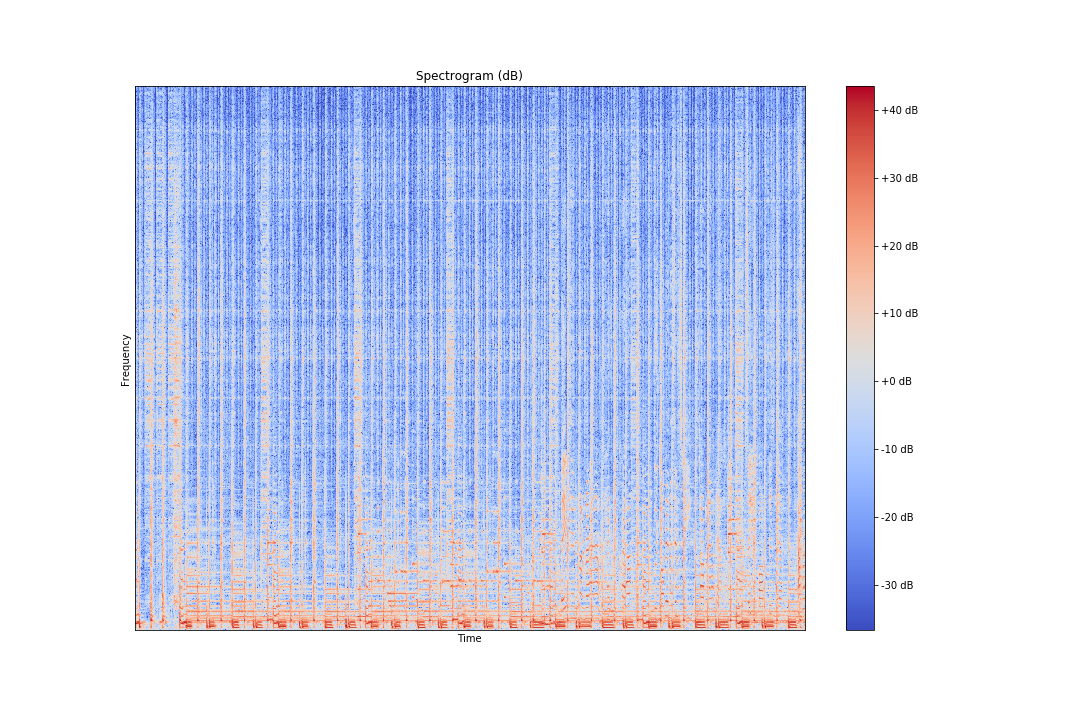 Spectrogram (dB)
+40 dB
+30 dB
+20 dB
+10 dB
+0 dB
-10 dB
-20 dB
-30 dB
Frequency
Time